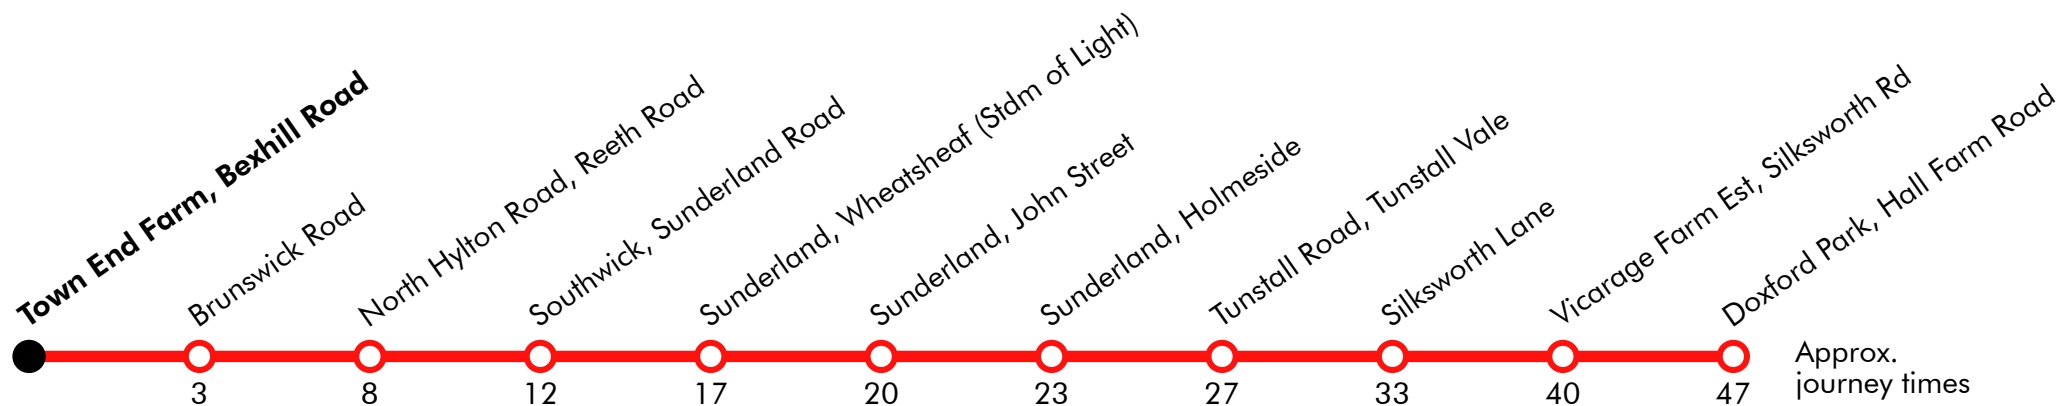 Town End Farm, Bexhill Road
Brunswick Road
North Hylton Road, Reeth Road
Southwick, Sunderland Road
Sunderland, Wheatsheaf (Stdm of Light)
Sunderland, John Street
Sunderland, Holmeside
Tunstall Road, Tunstall Vale
Silksworth Lane
Vicarage Farm Est, Silksworth Rd
Doxford Park, Hall Farm Road
3 8 12 17 20 23 27 33 40 47
Approx.
journey times